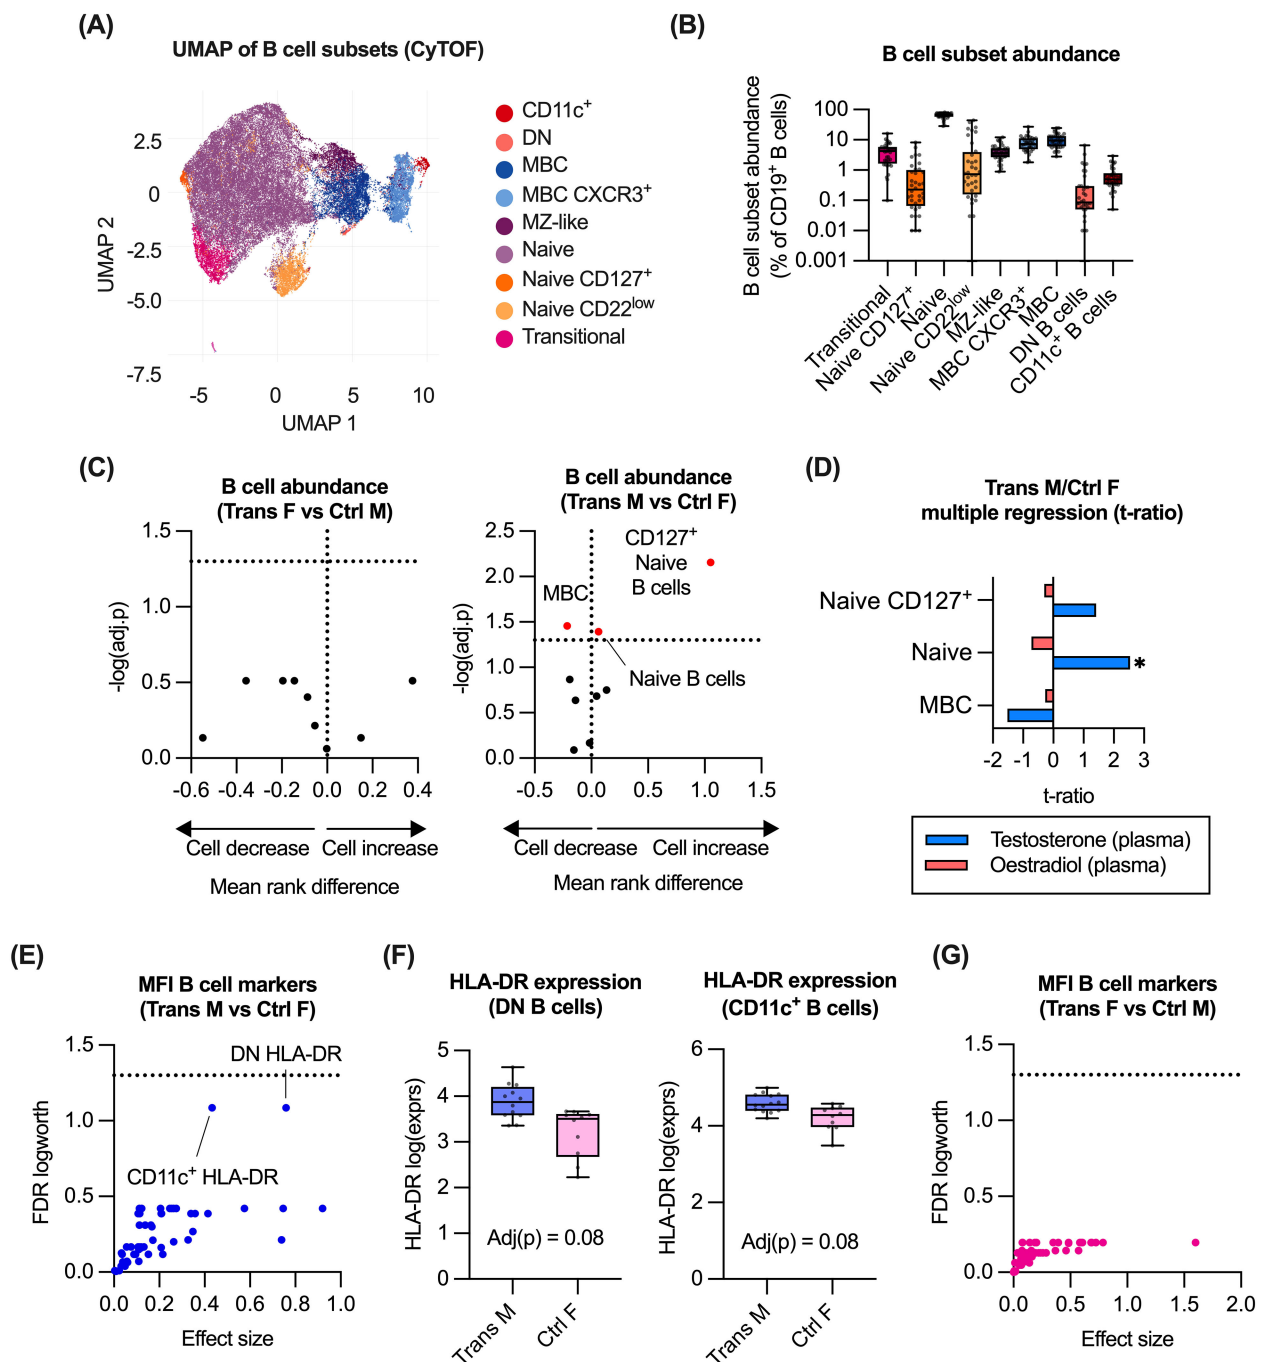 (A)
UMAP of B cell subsets (CyTOF)
UMAP 2
2.5
0
-2.5
-5.0
-7.5
-5
0
5
10
UMAP 1
CD11c⁺
DN
MBC
MBC CXCR3⁺
MZ-like
Naive
Naive CD127⁺
Naive CD22ˡᵒʷ
Transitional
(B)
B cell subset abundance
B cell subset abundance
(% of CD19⁺ B cells)
100
10
1
0.1
0.01
0.001
Transitional
Naive CD127⁺
Naive
Naive CD22ˡᵒʷ
MZ-like
MBC CXCR3⁺
MBC
DN B cells
CD11c⁺ B cells
(C)
B cell abundance
(Trans F vs Ctrl M)
-log(adj.p)
1.5
1.0
0.5
0.0
-0.6
-0.4
-0.2
0.0
0.2
0.4
Cell decrease
Cell increase
Mean rank difference
B cell abundance
(Trans M vs Ctrl F)
-log(adj.p)
2.5
2.0
1.5
1.0
0.5
0.0
CD127⁺
Naive
B cells
MBC
Naive B cells
-0.5
0.0
0.5
1.0
1.5
Cell decrease
Cell increase
Mean rank difference
(D)
Trans M/Ctrl F
multiple regression (t-ratio)
Naive CD127⁺
Naive
*
MBC
-2
-1
0
1
2
3
t-ratio
Testosterone (plasma)
Oestradiol (plasma)
(E)
MFI B cell markers
(Trans M vs Ctrl F)
FDR logworth
1.5
1.0
0.5
0.0
DN HLA-DR
CD11c⁺ HLA-DR
0.0
0.2
0.4
0.6
0.8
1.0
Effect size
(F)
HLA-DR expression
(DN B cells)
HLA-DR log(exprs)
5
4
3
2
1
0
Adj(p) = 0.08
Trans M
Ctrl F
HLA-DR expression
(CD11c⁺ B cells)
HLA-DR log(exprs)
6
4
2
0
Adj(p) = 0.08
Trans M
Ctrl F
(G)
MFI B cell markers
(Trans F vs Ctrl M)
FDR logworth
1.5
1.0
0.5
0.0
0.0
0.5
1.0
1.5
2.0
Effect size